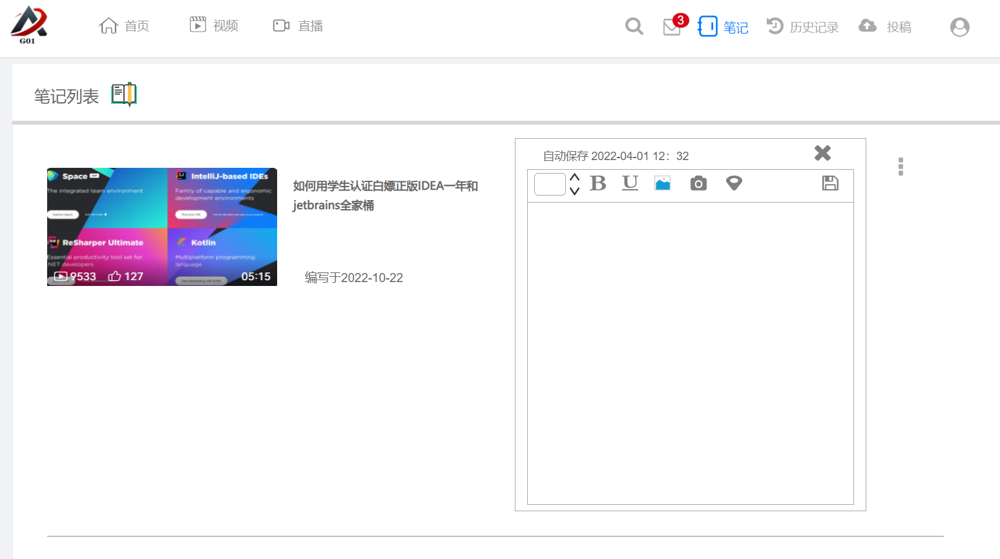 G01
首页
视频
直播
3
笔记
历史记录
投稿
笔记列表
自动保存 2022-04-01 12：32
B
U
Space
The integrated team environment
IntelliJ-based IDEs
Family of capable and ergonomic
development environments
ReSharper Ultimate
Essential productivity tool set for
.NET developers
Kotlin
Multiplatform programming
language
9533
127
05:15
如何用学生认证白嫖正版IDEA一年和
jetbrains全家桶
编写于2022-10-22